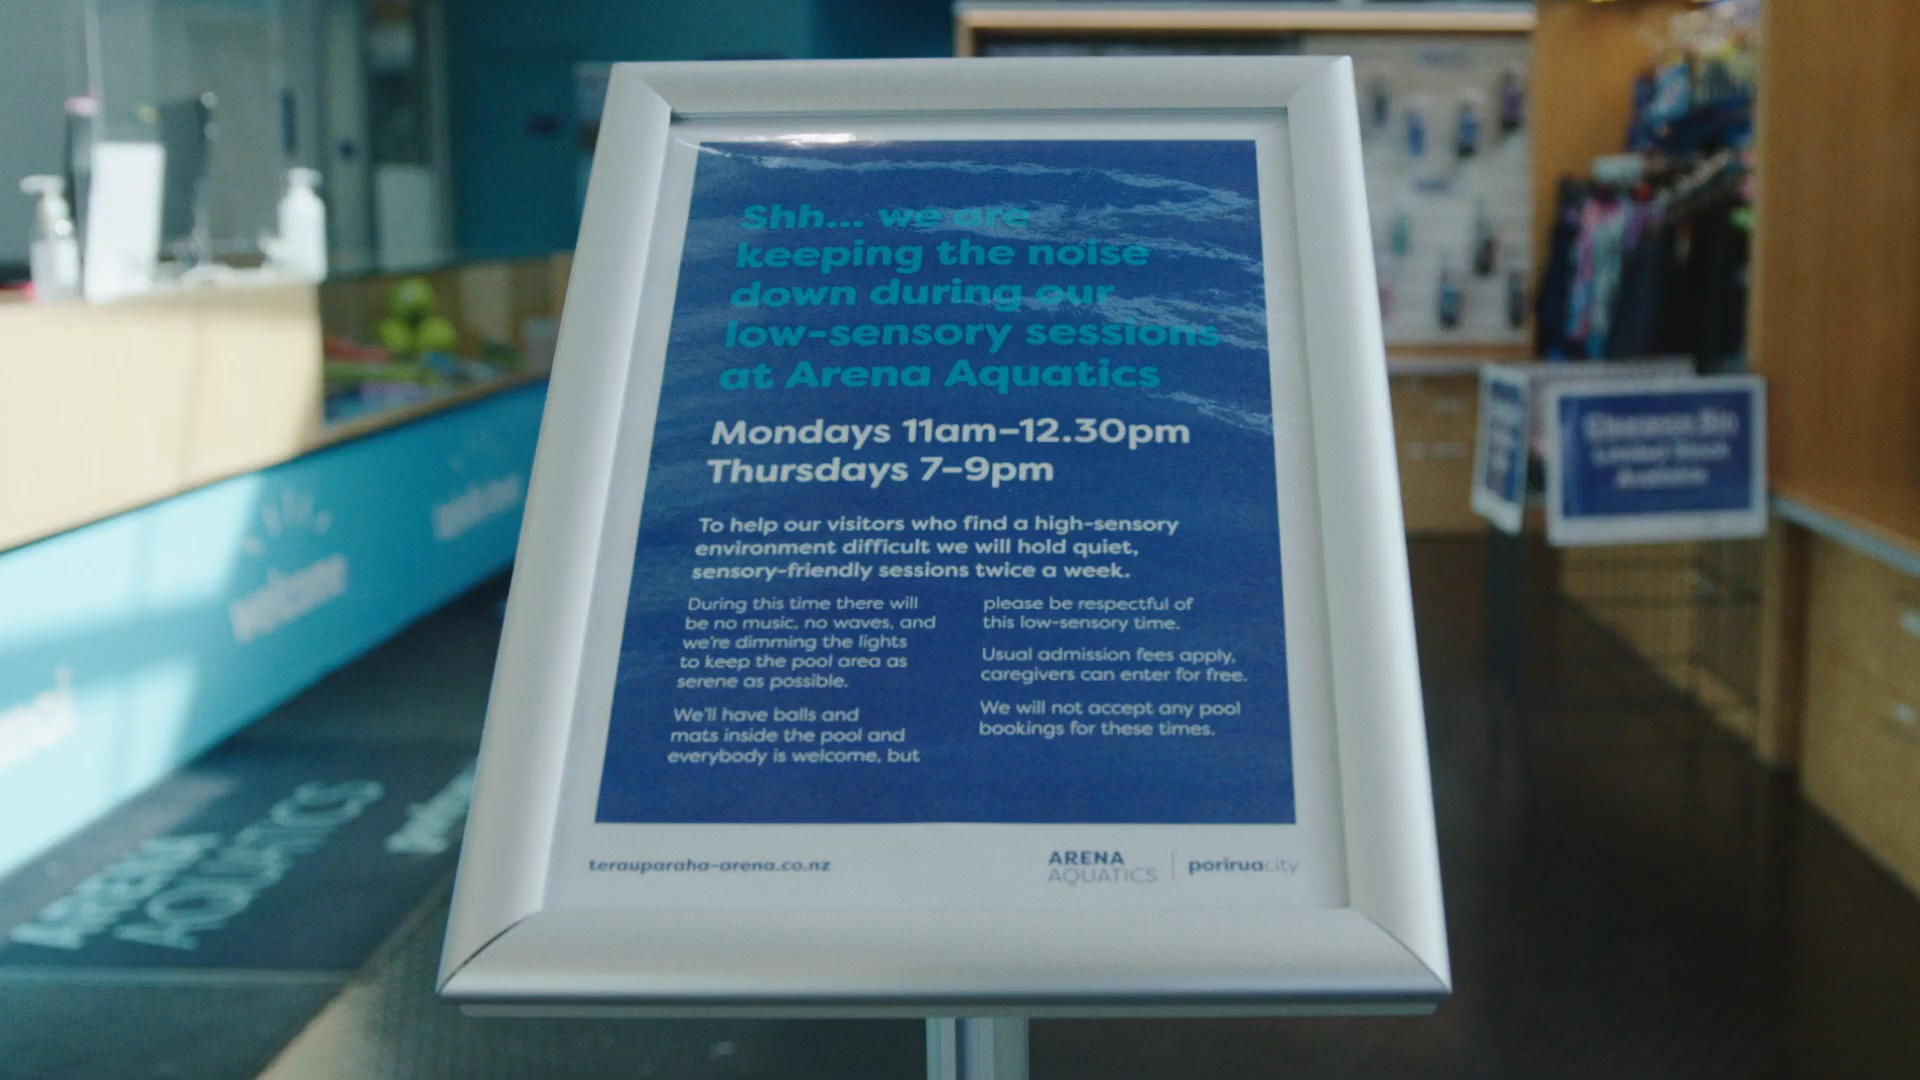 Shh... we are
keeping the noise
down during our
low-sensory sessions
at Arena Aquatics
Mondays 11am–12.30pm
Thursdays 7–9pm
To help our visitors who find a high-sensory
environment difficult we will hold quiet,
sensory-friendly sessions twice a week.
During this time there will
be no music, no waves, and
we're dimming the lights
to keep the pool area as
serene as possible.
We'll have balls and
mats inside the pool and
everybody is welcome, but
please be respectful of
this low-sensory time.
Usual admission fees apply,
caregivers can enter for free.
We will not accept any pool
bookings for these times.
terauparaha-arena.co.nz
ARENA
AQUATICS
poriruacity
welcome
ARENA
AQUATICS
Clearance Bin
Limited Stock
Available